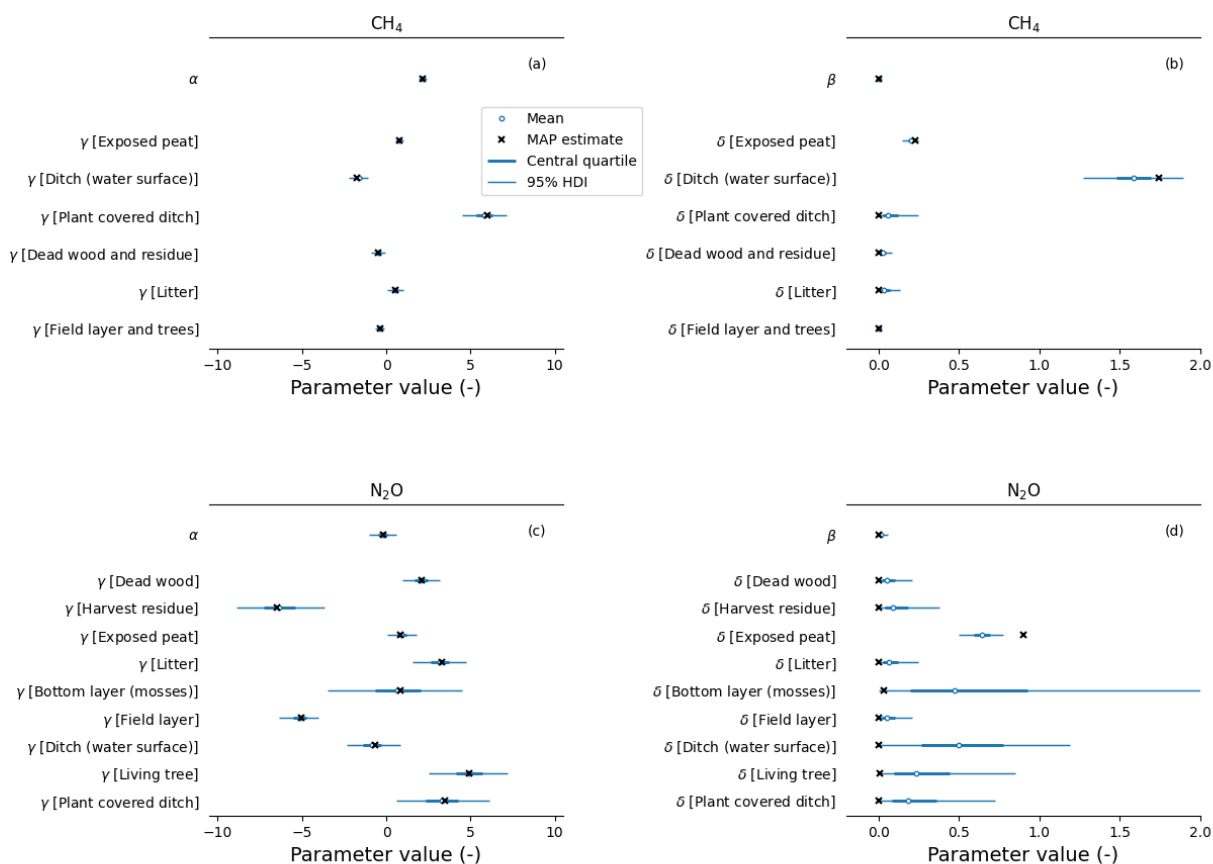 CH₄
(a)
α
γ [Exposed peat]
γ [Ditch (water surface)]
γ [Plant covered ditch]
γ [Dead wood and residue]
γ [Litter]
γ [Field layer and trees]
−10 −5 0 5 10
Parameter value (-)
Mean
MAP estimate
Central quartile
95% HDI
CH₄
(b)
β
δ [Exposed peat]
δ [Ditch (water surface)]
δ [Plant covered ditch]
δ [Dead wood and residue]
δ [Litter]
δ [Field layer and trees]
0.0 0.5 1.0 1.5 2.0
Parameter value (-)
N₂O
(c)
α
γ [Dead wood]
γ [Harvest residue]
γ [Exposed peat]
γ [Litter]
γ [Bottom layer (mosses)]
γ [Field layer]
γ [Ditch (water surface)]
γ [Living tree]
γ [Plant covered ditch]
−10 −5 0 5 10
Parameter value (-)
N₂O
(d)
β
δ [Dead wood]
δ [Harvest residue]
δ [Exposed peat]
δ [Litter]
δ [Bottom layer (mosses)]
δ [Field layer]
δ [Ditch (water surface)]
δ [Living tree]
δ [Plant covered ditch]
0.0 0.5 1.0 1.5 2.0
Parameter value (-)